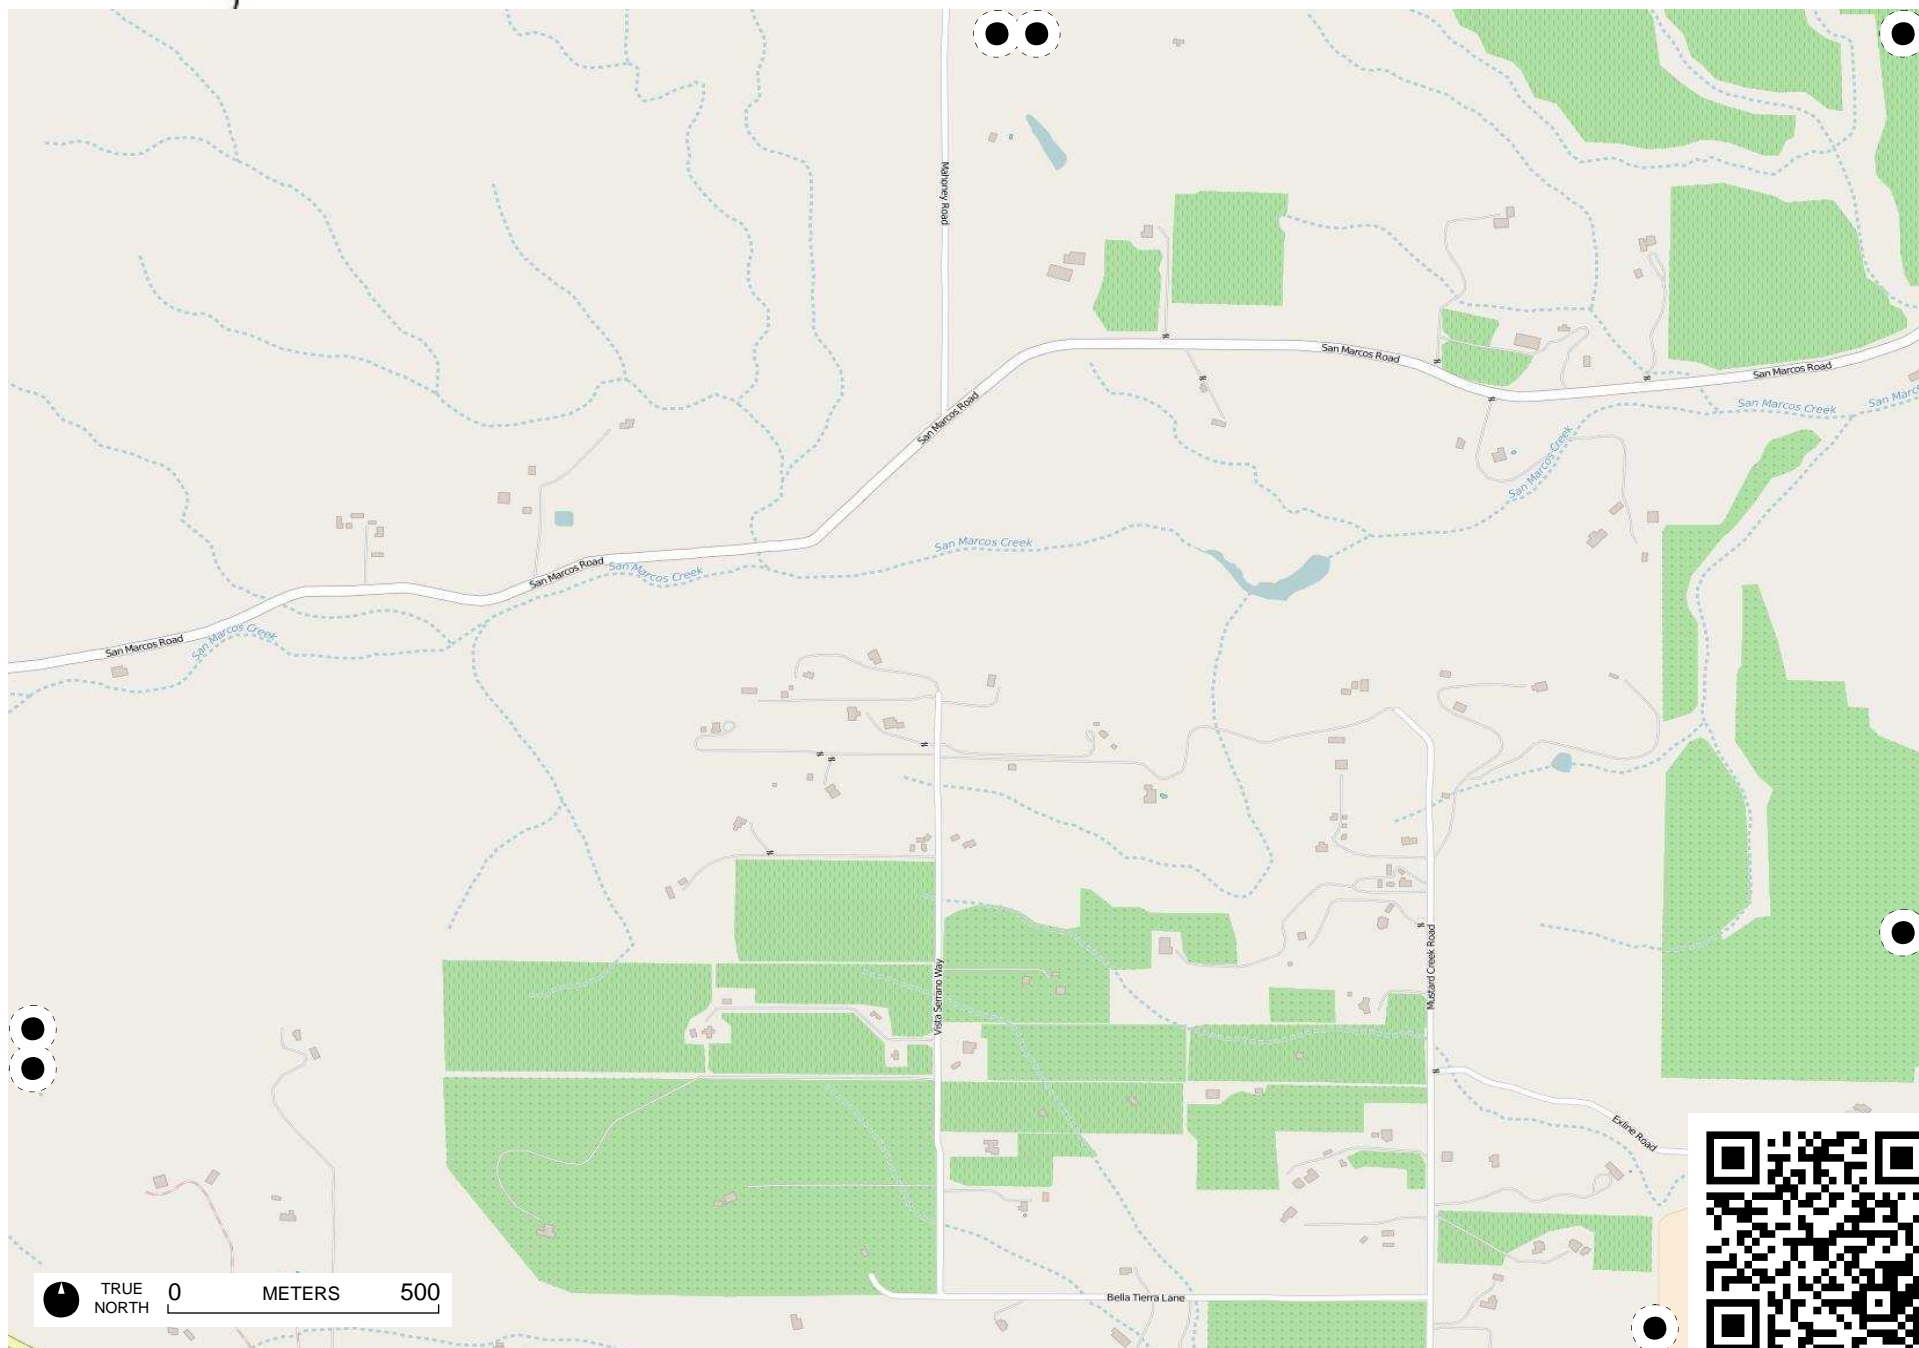 Mahoney Road
San Marcos Road
San Marcos Road
San Marcos Creek
San Marc
San Marcos Road
San Marcos Creek
San Marcos Creek
San Marcos Road
San Marcos Creek
San Marcos Creek
San Marcos Road
Vista Serrano Way
Mustard Creek Road
Exline Road
Bella Tierra Lane
TRUE
NORTH
0 METERS 500